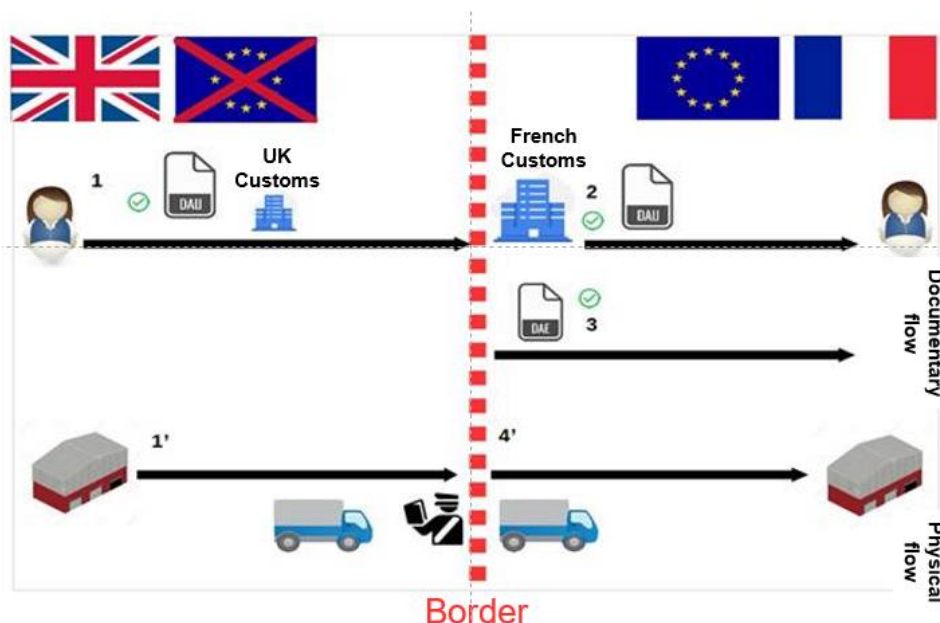 UK
Customs
French
Customs
1
DAU
2
DAU
DAE
3
Documentary
flow
1’
4’
Physical
flow
Border